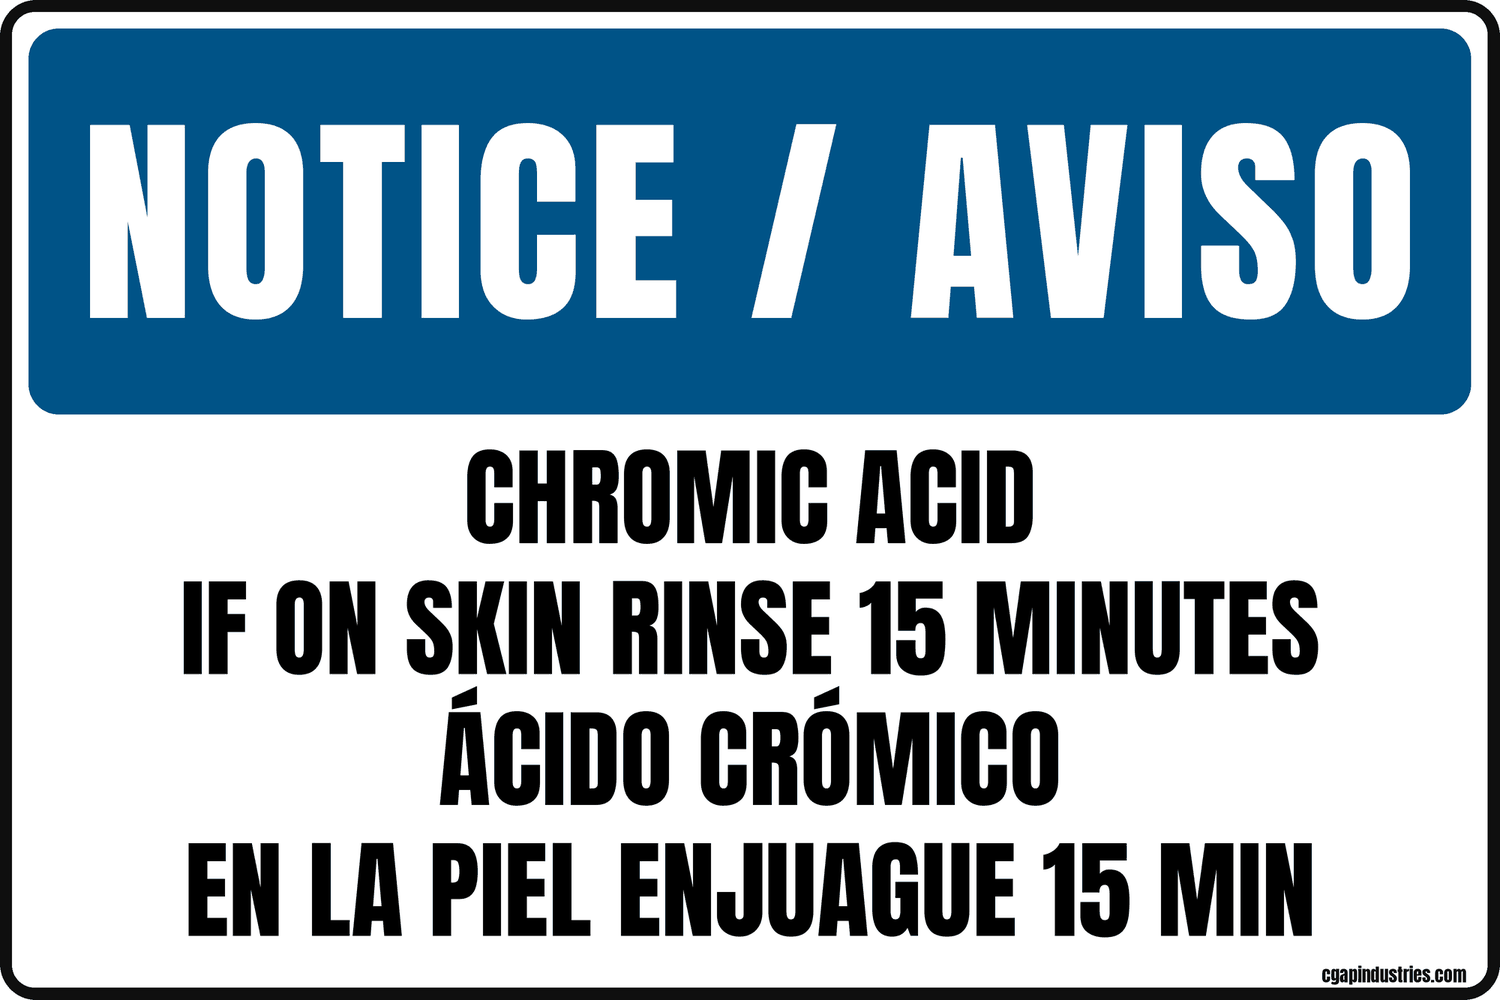 NOTICE / AVISO
CHROMIC ACID
IF ON SKIN RINSE 15 MINUTES
ÁCIDO CRÓMICO
EN LA PIEL ENJUAGUE 15 MIN
cgapindustries.com